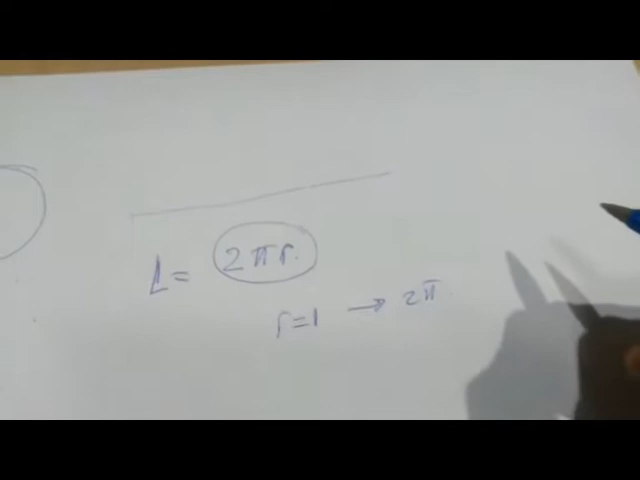 L = 2πr.
r=1 → 2π